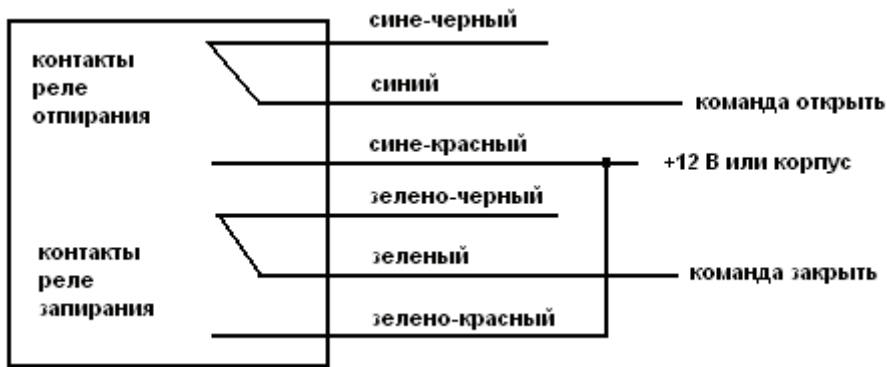 сине-черный
контакты
реле
отпирания
синий
команда открыть
сине-красный
+12 В или корпус
зелено-черный
контакты
реле
запирания
зеленый
команда закрыть
зелено-красный